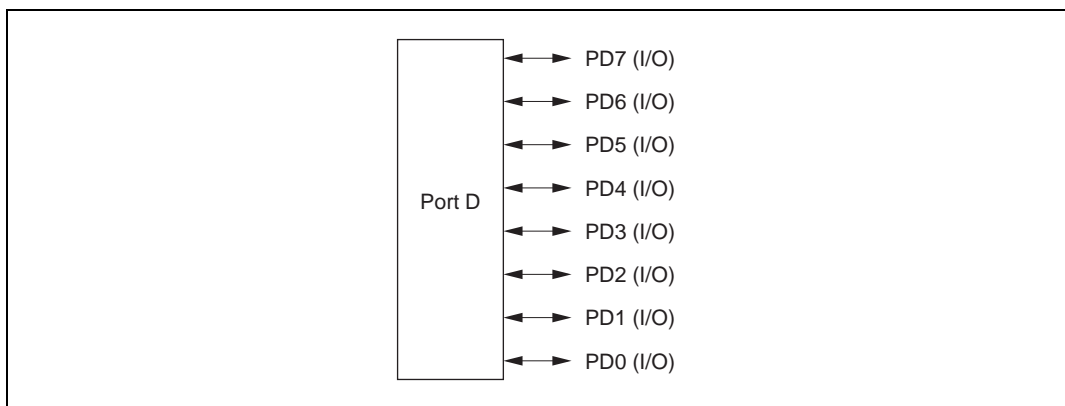 PD7 (I/O)
PD6 (I/O)
PD5 (I/O)
PD4 (I/O)
Port D
PD3 (I/O)
PD2 (I/O)
PD1 (I/O)
PD0 (I/O)